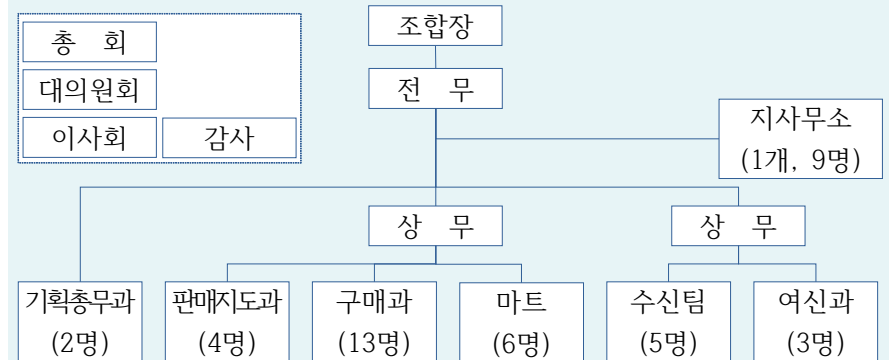 총 회
대의원회
이사회
감사
조합장
전 무
지사무소
(1개, 9명)
상 무
상 무
기획총무과
(2명)
판매지도과
(4명)
구매과
(13명)
마트
(6명)
수신팀
(5명)
여신과
(3명)